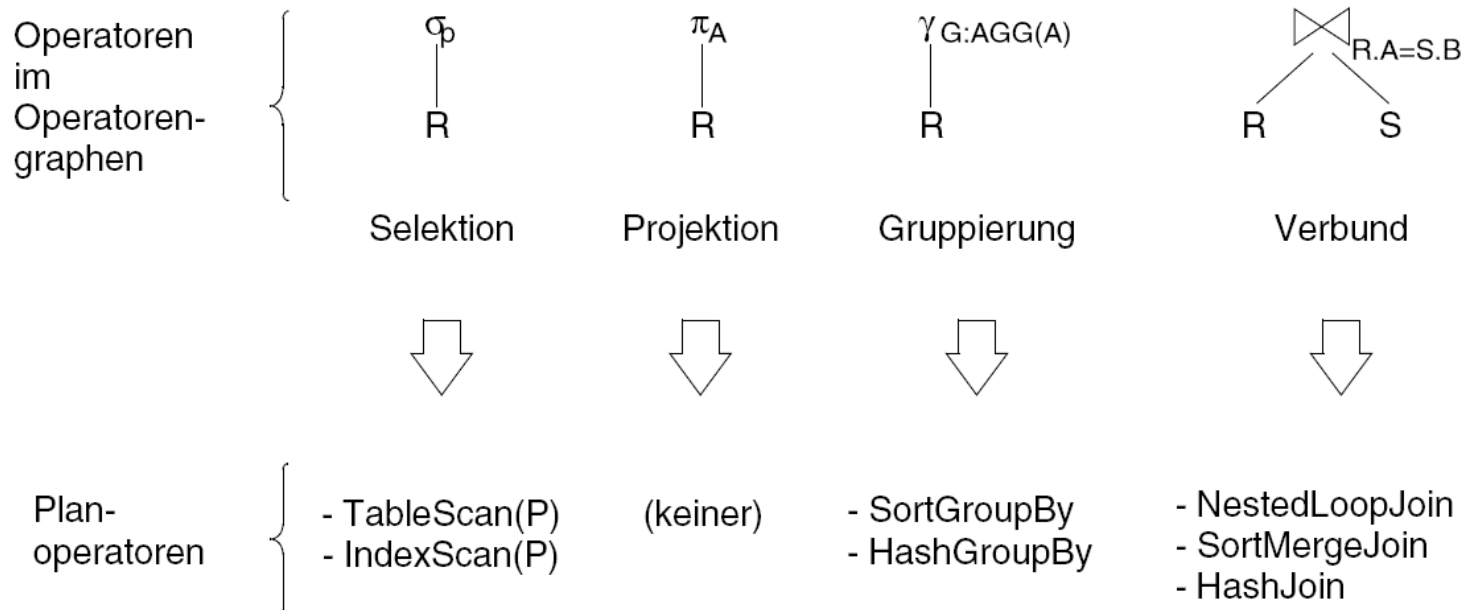 Operatoren
im
Operatoren-
graphen
σp
R
πA
R
γ G:AGG(A)
R
R.A=S.B
R S
Selektion Projektion Gruppierung Verbund
Plan-
operatoren
- TableScan(P)
- IndexScan(P)
(keiner)
- SortGroupBy
- HashGroupBy
- NestedLoopJoin
- SortMergeJoin
- HashJoin